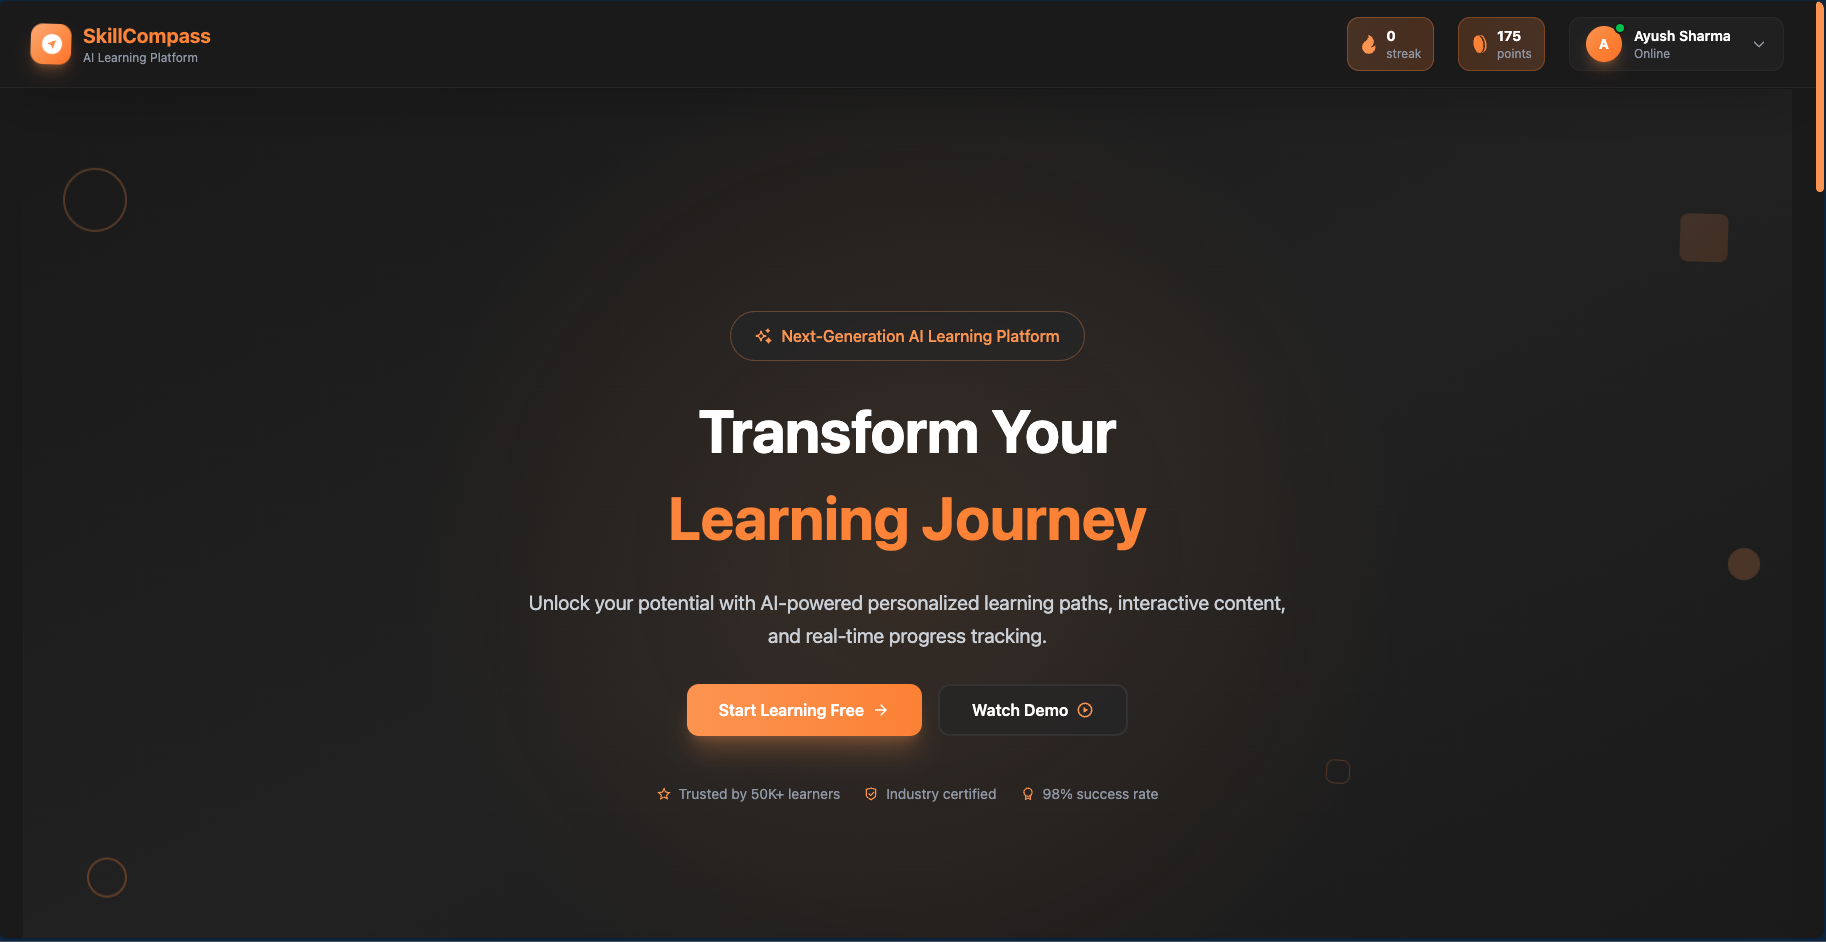 SkillCompass
AI Learning Platform
0
streak
175
points
A
Ayush Sharma
Online
Next-Generation AI Learning Platform
Transform Your
Learning Journey
Unlock your potential with AI-powered personalized learning paths, interactive content,
and real-time progress tracking.
Start Learning Free
Watch Demo
Trusted by 50K+ learners
Industry certified
98% success rate